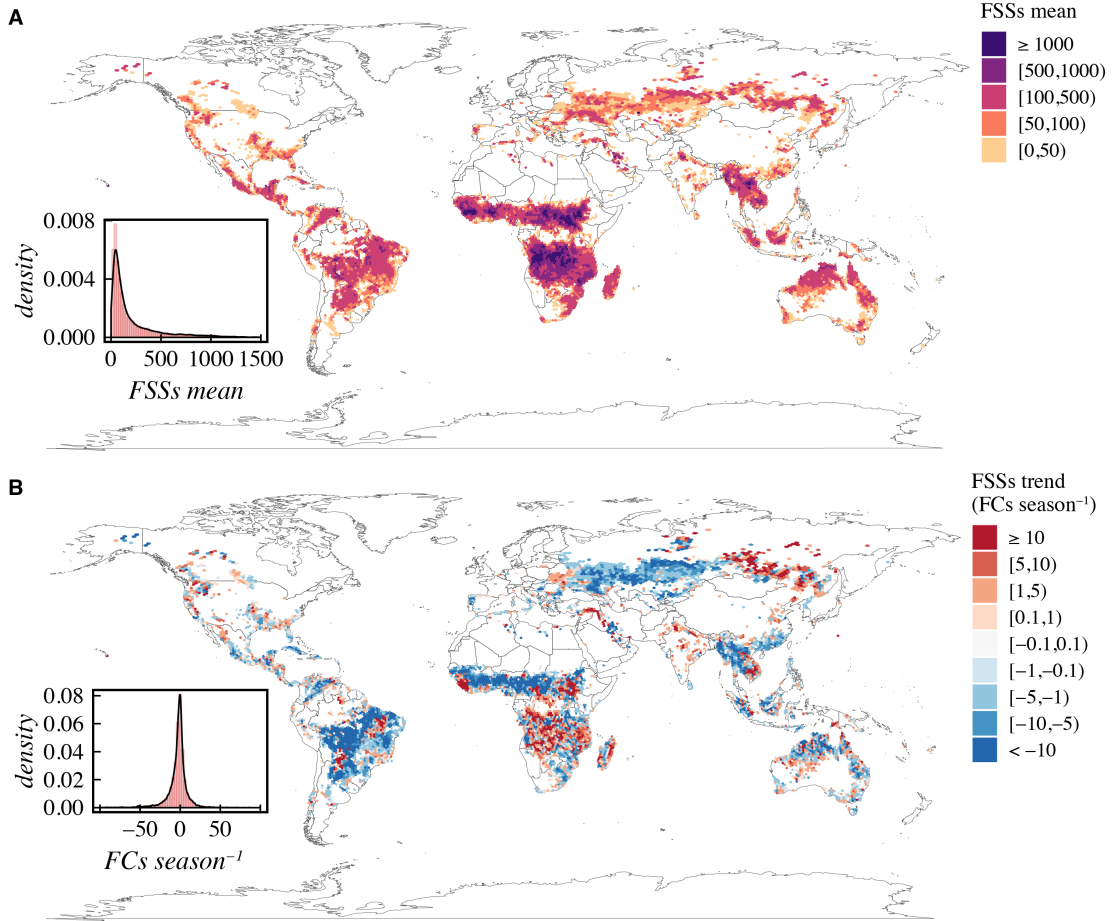 A
FSSs mean
≥ 1000
[500,1000)
[100,500)
[50,100)
[0,50)
0.008
0.004
0.000
density
0 500 1000 1500
FSSs mean
B
FSSs trend
(FCs season⁻¹)
≥ 10
[5,10)
[1,5)
[0.1,1)
[−0.1,0.1)
[−1,−0.1)
[−5,−1)
[−10,−5)
< −10
0.08
0.06
0.04
0.02
0.00
density
−50 0 50
FCs season⁻¹